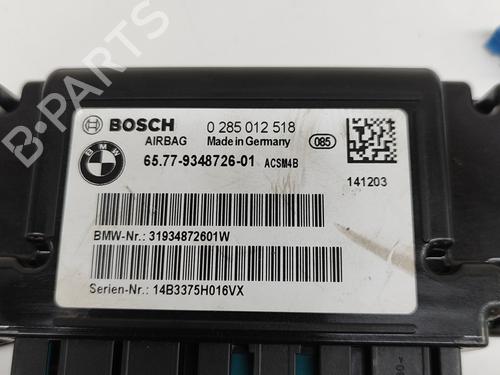 BOSCH 0 285 012 518
AIRBAG Made in Germany 085
BMW 65.77-9348726-01 ACSM4B
141203
BMW-Nr.: 31934872601W
Serien-Nr.: 14B3375H016VX
B-PARTS